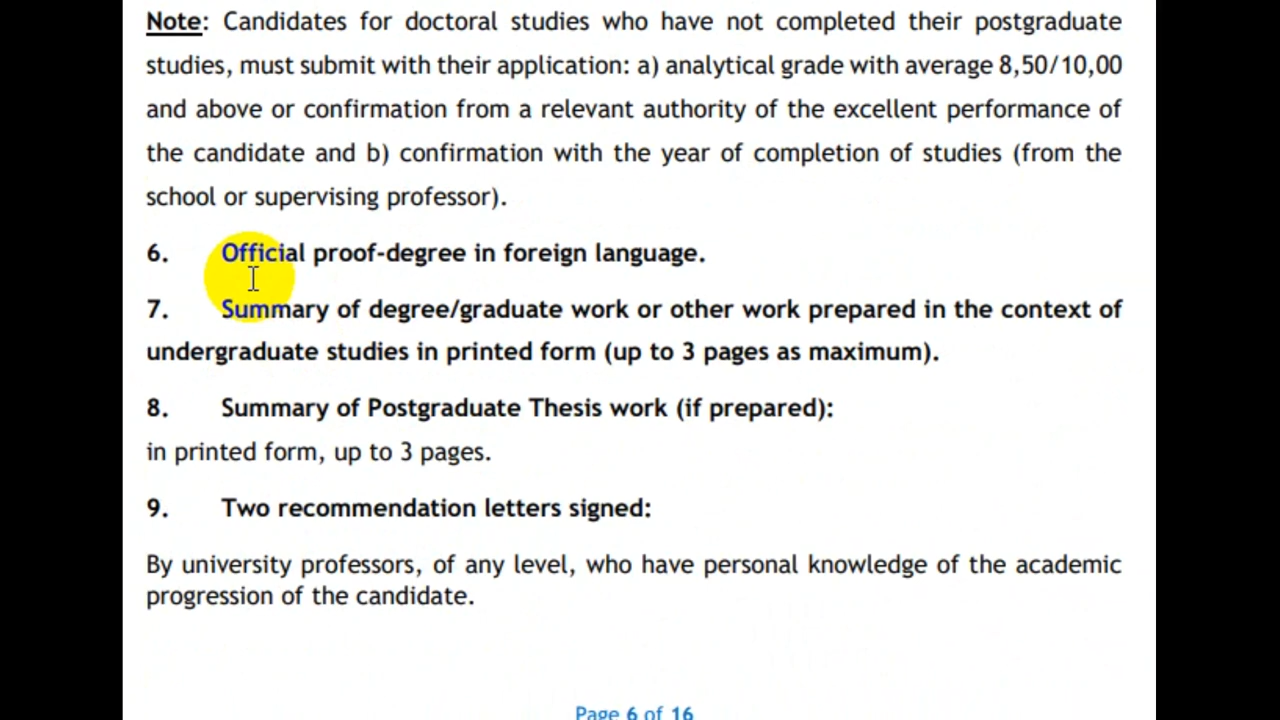 Note: Candidates for doctoral studies who have not completed their postgraduate
studies, must submit with their application: a) analytical grade with average 8,50/10,00
and above or confirmation from a relevant authority of the excellent performance of
the candidate and b) confirmation with the year of completion of studies (from the
school or supervising professor).
6. Official proof-degree in foreign language.
7. Summary of degree/graduate work or other work prepared in the context of
undergraduate studies in printed form (up to 3 pages as maximum).
8. Summary of Postgraduate Thesis work (if prepared):
in printed form, up to 3 pages.
9. Two recommendation letters signed:
By university professors, of any level, who have personal knowledge of the academic
progression of the candidate.
Page 6 of 16